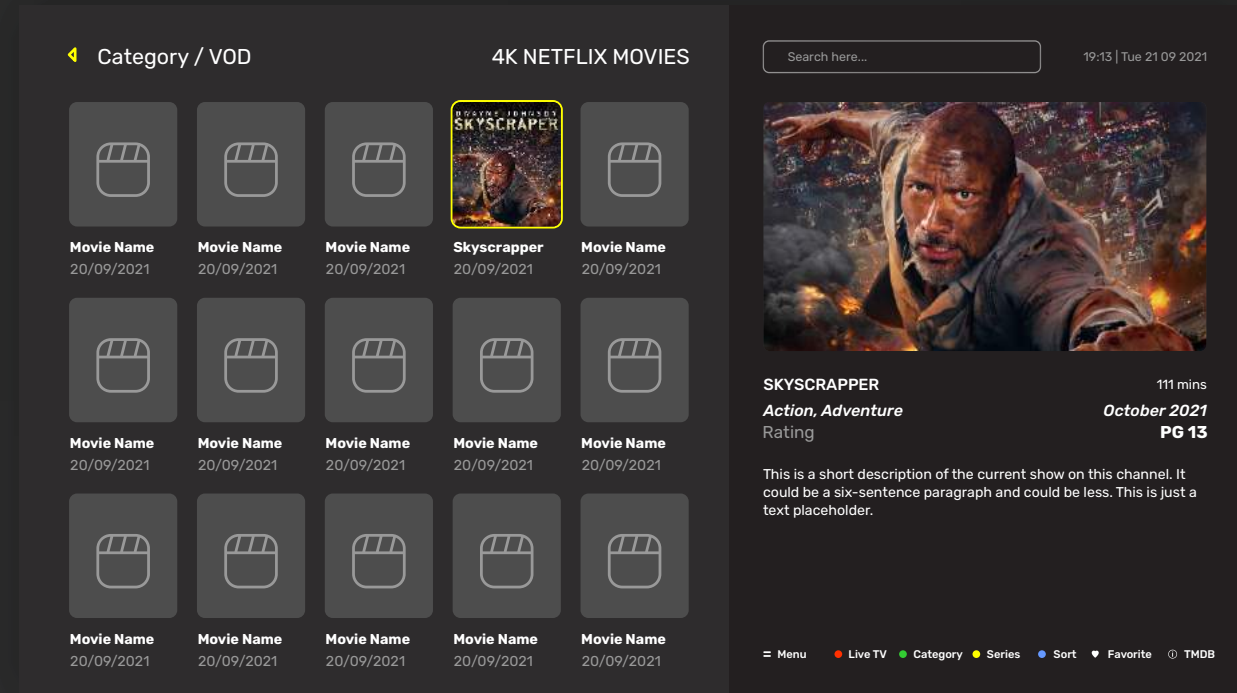 Category / VOD
4K NETFLIX MOVIES
Search here...
19:13 | Tue 21 09 2021
DWAYNE JOHNSON
SKYSCRAPER
Movie Name
Movie Name
Movie Name
Skyscrapper
Movie Name
20/09/2021
20/09/2021
20/09/2021
20/09/2021
20/09/2021
Movie Name
Movie Name
Movie Name
Movie Name
Movie Name
20/09/2021
20/09/2021
20/09/2021
20/09/2021
20/09/2021
Movie Name
Movie Name
Movie Name
Movie Name
Movie Name
20/09/2021
20/09/2021
20/09/2021
20/09/2021
20/09/2021
SKYSCRAPPER
111 mins
Action, Adventure
October 2021
Rating
PG 13
This is a short description of the current show on this channel. It
could be a six-sentence paragraph and could be less. This is just a
text placeholder.
Menu
Live TV
Category
Series
Sort
Favorite
TMDB